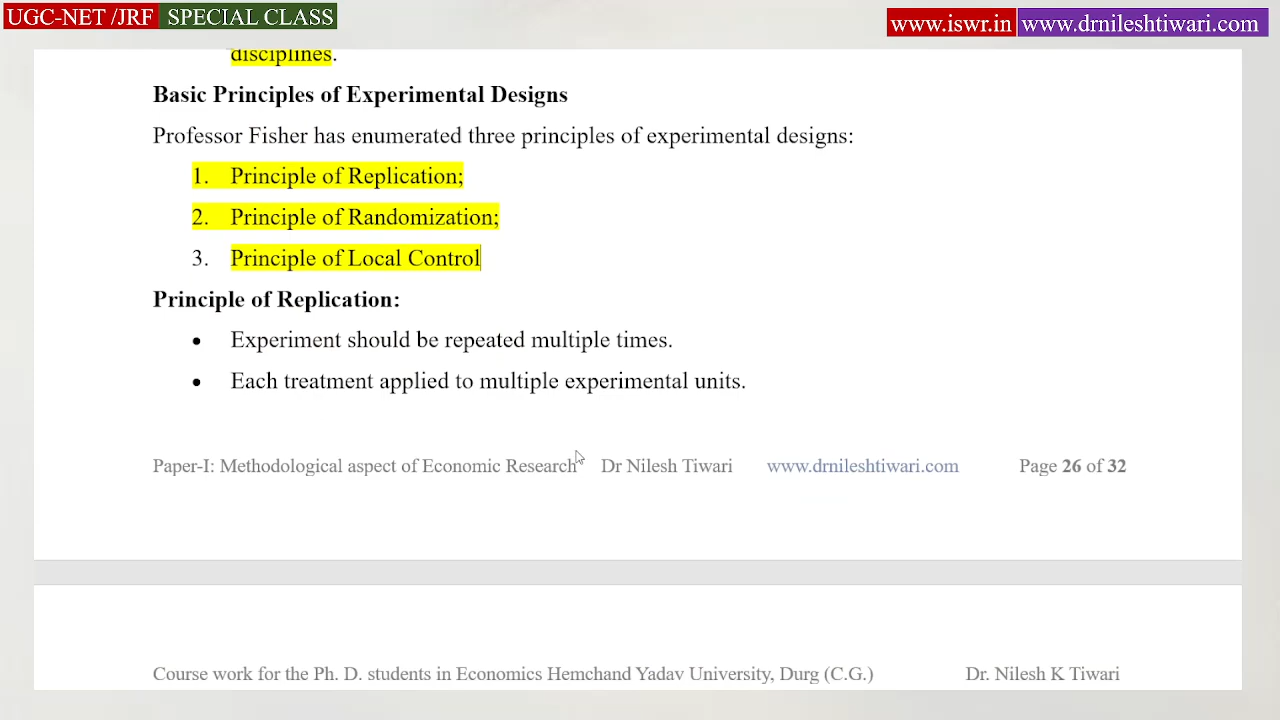 UGC-NET /JRF SPECIAL CLASS
www.iswr.in www.drnileshtiwari.com
disciplines.
Basic Principles of Experimental Designs
Professor Fisher has enumerated three principles of experimental designs:
1. Principle of Replication;
2. Principle of Randomization;
3. Principle of Local Control
Principle of Replication:
• Experiment should be repeated multiple times.
• Each treatment applied to multiple experimental units.
Paper-I: Methodological aspect of Economic Research Dr Nilesh Tiwari www.drnileshtiwari.com Page 26 of 32
Course work for the Ph. D. students in Economics Hemchand Yadav University, Durg (C.G.) Dr. Nilesh K Tiwari